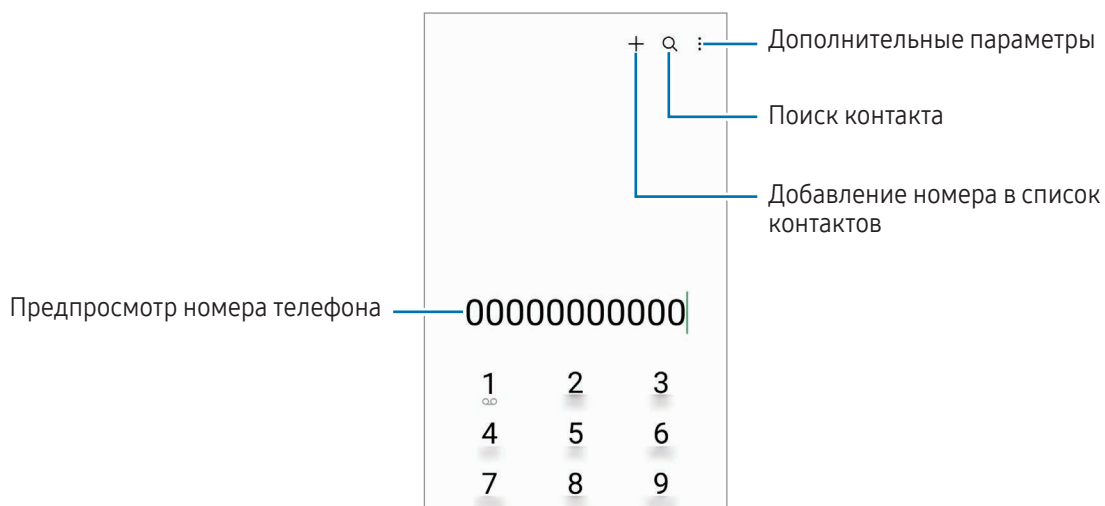 Дополнительные параметры
Поиск контакта
Добавление номера в список
контактов
Предпросмотр номера телефона
00000000000
1 2 3
4 5 6
7 8 9